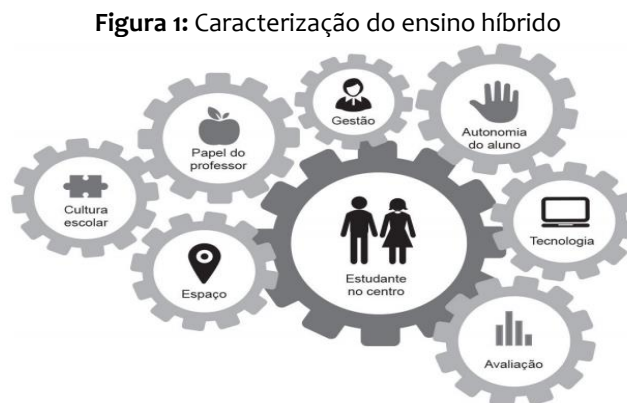 Figura 1: Caracterização do ensino híbrido
Gestão
Autonomia
do aluno
Papel do
professor
Cultura
escolar
Tecnologia
Espaço
Estudante
no centro
Avaliação